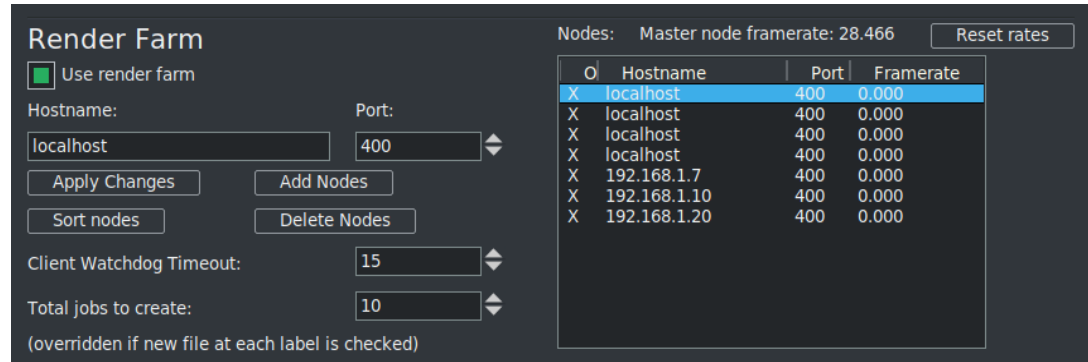 Render Farm
Use render farm
Hostname: Port:
localhost 400
Apply Changes Add Nodes
Sort nodes Delete Nodes
Client Watchdog Timeout: 15
Total jobs to create: 10
(overridden if new file at each label is checked)
Nodes: Master node framerate: 28.466 Reset rates
O Hostname Port Framerate
X localhost 400 0.000
X localhost 400 0.000
X localhost 400 0.000
X localhost 400 0.000
X 192.168.1.7 400 0.000
X 192.168.1.10 400 0.000
X 192.168.1.20 400 0.000